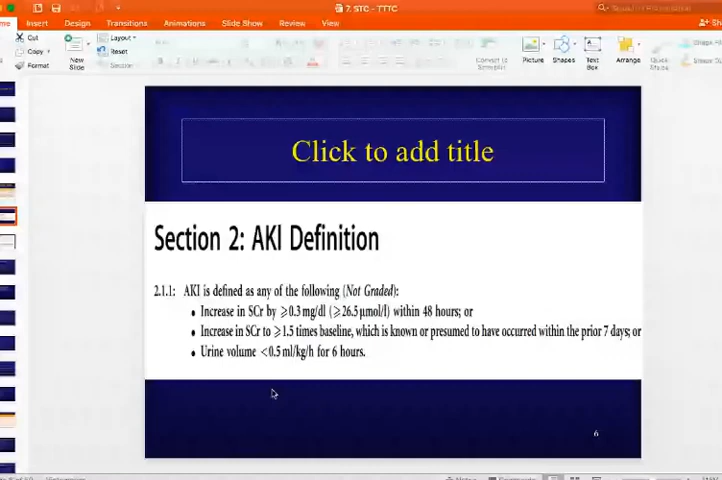 7. STC - TTTC
Insert Design Transitions Animations Slide Show Review View
Cut
Copy
Format
New
Slide
Layout
Reset
Section
Convert to
SmartArt
Picture
Shapes
Text
Box
Arrange
Quick
Styles
Click to add title
Section 2: AKI Definition
2.1.1: AKI is defined as any of the following (Not Graded):
• Increase in SCr by ⩾0.3 mg/dl (⩾26.5 μmol/l) within 48 hours; or
• Increase in SCr to ⩾1.5 times baseline, which is known or presumed to have occurred within the prior 7 days; or
• Urine volume <0.5 ml/kg/h for 6 hours.
6